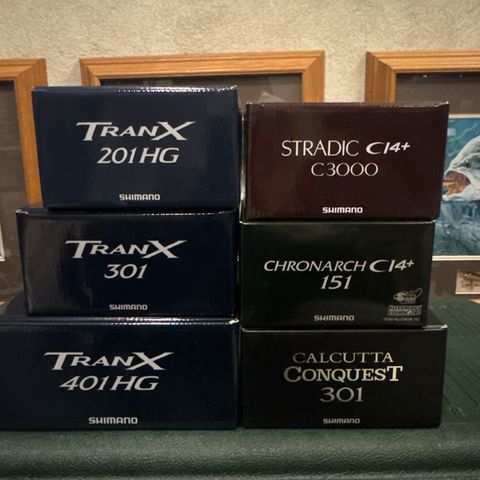 TRANX
201HG
SHIMANO
TRANX
301
SHIMANO
TRANX
401HG
SHIMANO
STRADIC CI4+
C3000
SHIMANO
CHRONARCH CI4+
151
SHIMANO
CALCUTTA
CONQUEST
301
SHIMANO